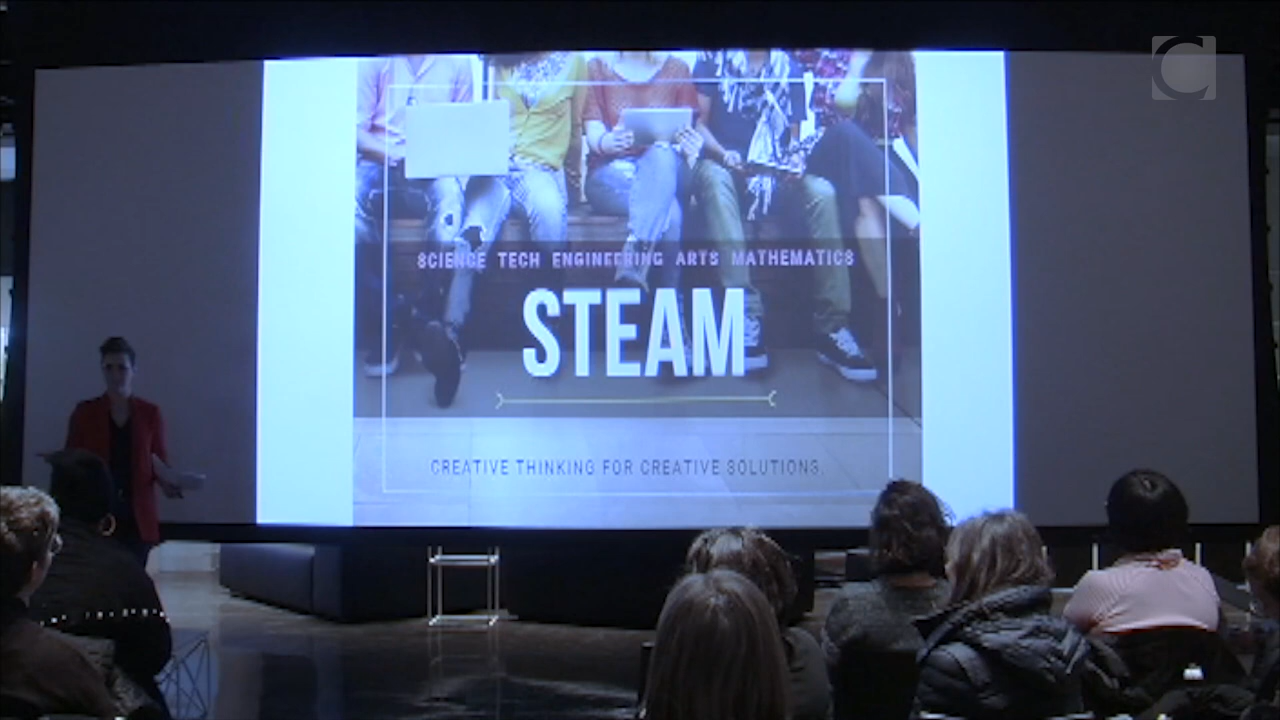 SCIENCE TECH ENGINEERING ARTS MATHEMATICS
STEAM
CREATIVE THINKING FOR CREATIVE SOLUTIONS.
C